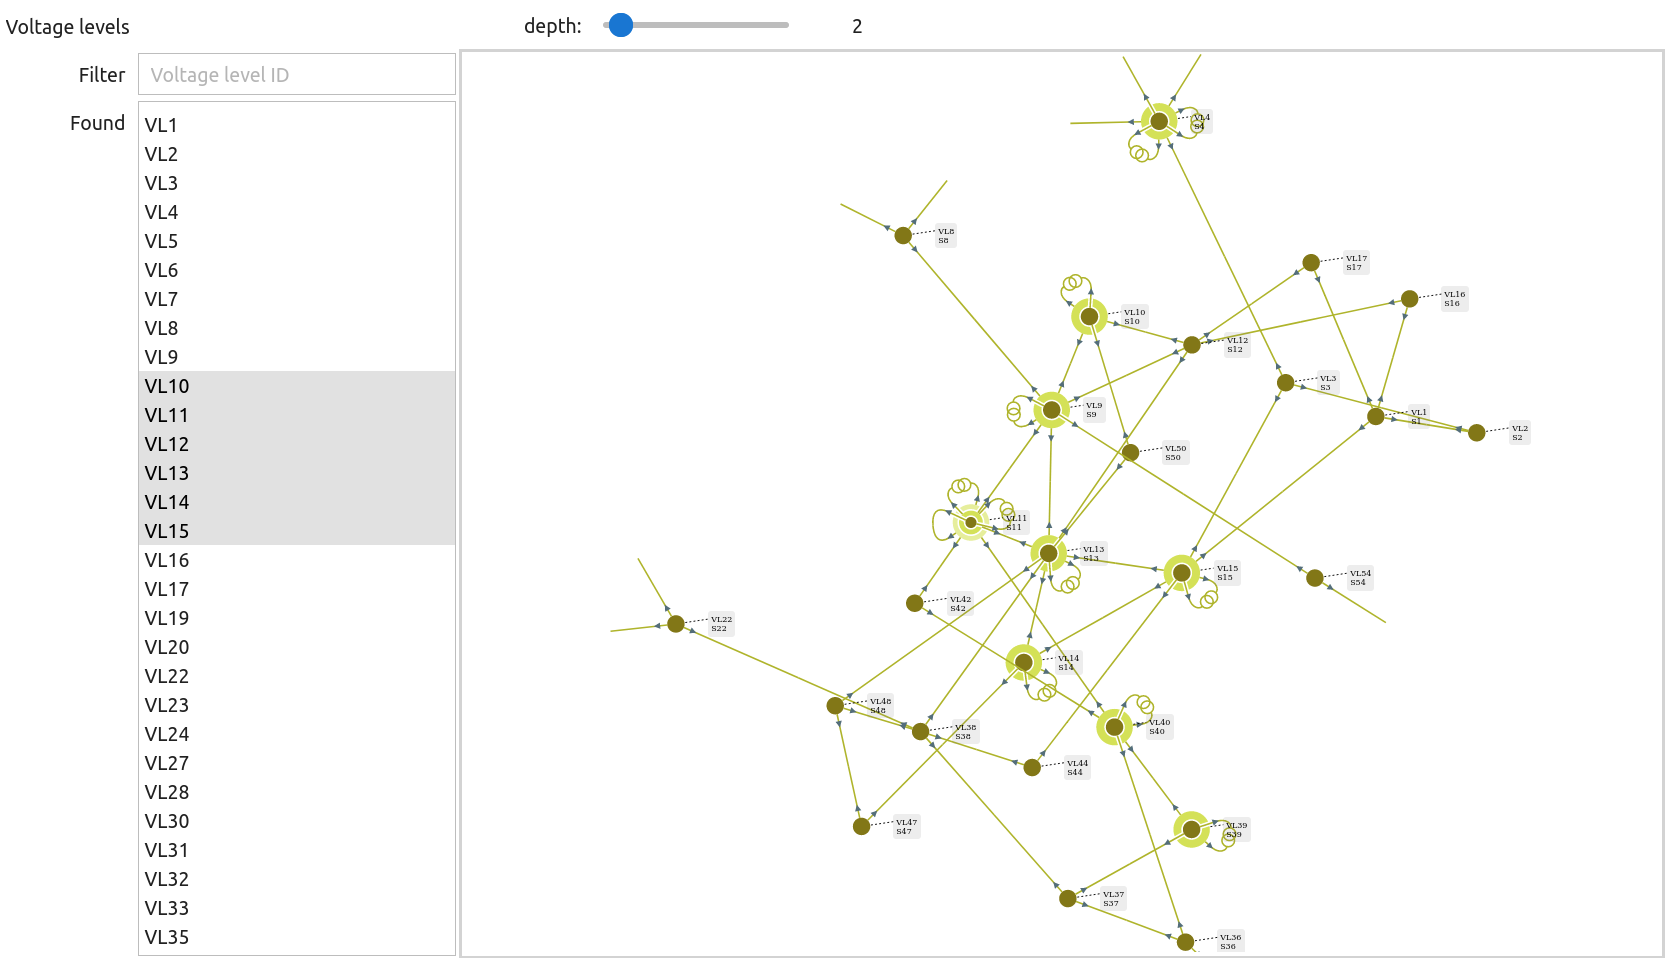 Voltage levels
depth:
2
Filter
Voltage level ID
Found
VL1
VL2
VL3
VL4
VL5
VL6
VL7
VL8
VL9
VL10
VL11
VL12
VL13
VL14
VL15
VL16
VL17
VL19
VL20
VL22
VL23
VL24
VL27
VL28
VL30
VL31
VL32
VL33
VL35
VL4
S4
VL8
S8
VL17
S17
VL16
S16
VL10
S10
VL12
S12
VL3
S3
VL9
S9
VL1
S1
VL2
S2
VL50
S50
VL11
S11
VL13
S13
VL15
S15
VL54
S54
VL42
S42
VL22
S22
VL14
S14
VL48
S48
VL40
S40
VL38
S38
VL44
S44
VL47
S47
VL39
S39
VL37
S37
VL36
S36